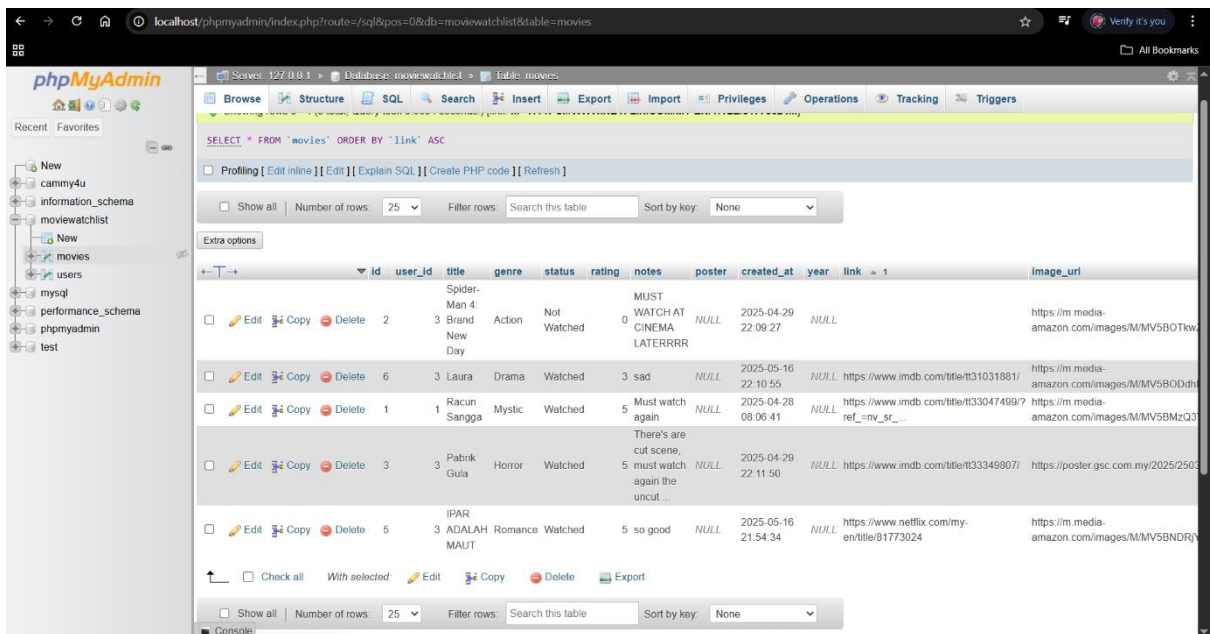 localhost/phpmyadmin/index.php?route=/sql&pos=0&db=moviewatchlist&table=movies
Verify it's you
All Bookmarks
phpMyAdmin
Recent Favorites
New
cammy4u
information_schema
moviewatchlist
New
movies
users
mysql
performance_schema
phpmyadmin
test
Server: 127.0.0.1 » Database: moviewatchlist » Table: movies
Browse Structure SQL Search Insert Export Import Privileges Operations Tracking Triggers
SELECT * FROM `movies` ORDER BY `link` ASC
Profiling [ Edit inline ] [ Edit ] [ Explain SQL ] [ Create PHP code ] [ Refresh ]
Show all | Number of rows: 25 Filter rows: Search this table Sort by key: None
Extra options
id user_id title genre status rating notes poster created_at year link 1 image_url
Edit Copy Delete 2 3 Spider-
Man 4:
Brand
New
Day
Action Not
Watched
0 MUST
WATCH AT
CINEMA
LATERRRR
NULL 2025-04-29
22:09:27
NULL https://m.media-
amazon.com/images/M/MV5BOTkw
Edit Copy Delete 6 3 Laura Drama Watched 3 sad NULL 2025-05-16
22:10:55
NULL https://www.imdb.com/title/tt31031881/ https://m.media-
amazon.com/images/M/MV5BODdh
Edit Copy Delete 1 1 Racun
Sangga
Mystic Watched 5 Must watch
again
NULL 2025-04-28
08:06:41
NULL https://www.imdb.com/title/tt33047499/?
ref_=nv_sr_...
https://m.media-
amazon.com/images/M/MV5BMzQ3
Edit Copy Delete 3 3 Pabrik
Gula
Horror Watched 5 There's are
cut scene,
must watch
again the
uncut ...
NULL 2025-04-29
22:11:50
NULL https://www.imdb.com/title/tt33349807/ https://poster.gsc.com.my/2025/2503
Edit Copy Delete 5 3 IPAR
ADALAH
MAUT
Romance Watched 5 so good NULL 2025-05-16
21:54:34
NULL https://www.netflix.com/my-
en/title/81773024
https://m.media-
amazon.com/images/M/MV5BNDRjY
Check all With selected: Edit Copy Delete Export
Show all | Number of rows: 25 Filter rows: Search this table Sort by key: None
Console